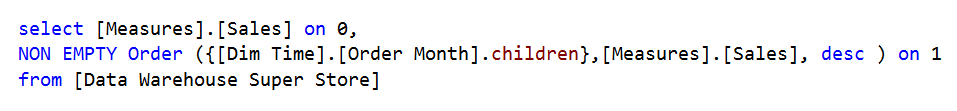 select [Measures].[Sales] on 0,
NON EMPTY Order ({[Dim Time].[Order Month].children},[Measures].[Sales], desc ) on 1
from [Data Warehouse Super Store]